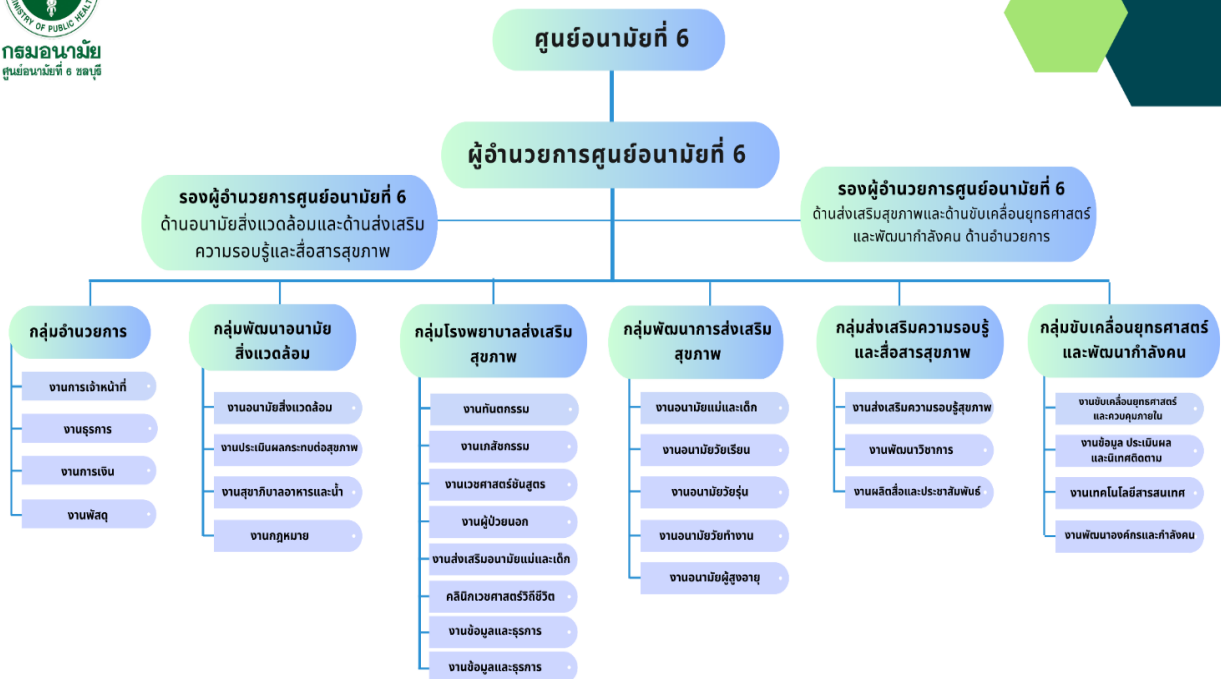 MINISTRY OF PUBLIC HEALTH
กรมอนามัย
ศูนย์อนามัยที่ 6 ชลบุรี
ศูนย์อนามัยที่ 6
ผู้อำนวยการศูนย์อนามัยที่ 6
รองผู้อำนวยการศูนย์อนามัยที่ 6
ด้านอนามัยสิ่งแวดล้อมและด้านส่งเสริม
ความรอบรู้และสื่อสารสุขภาพ
รองผู้อำนวยการศูนย์อนามัยที่ 6
ด้านส่งเสริมสุขภาพและด้านขับเคลื่อนยุทธศาสตร์
และพัฒนากำลังคน ด้านอำนวยการ
กลุ่มอำนวยการ
งานการเจ้าหน้าที่
งานธุรการ
งานการเงิน
งานพัสดุ
กลุ่มพัฒนาอนามัย
สิ่งแวดล้อม
งานอนามัยสิ่งแวดล้อม
งานประเมินผลกระทบต่อสุขภาพ
งานสุขาภิบาลอาหารและน้ำ
งานกฎหมาย
กลุ่มโรงพยาบาลส่งเสริม
สุขภาพ
งานทันตกรรม
งานเภสัชกรรม
งานเวชศาสตร์ชันสูตร
งานผู้ป่วยนอก
งานส่งเสริมอนามัยแม่และเด็ก
คลินิกเวชศาสตร์วิถีชีวิต
งานข้อมูลและธุรการ
งานข้อมูลและธุรการ
กลุ่มพัฒนาการส่งเสริม
สุขภาพ
งานอนามัยแม่และเด็ก
งานอนามัยวัยเรียน
งานอนามัยวัยรุ่น
งานอนามัยวัยทำงาน
งานอนามัยผู้สูงอายุ
กลุ่มส่งเสริมความรอบรู้
และสื่อสารสุขภาพ
งานส่งเสริมความรอบรู้สุขภาพ
งานพัฒนาวิชาการ
งานผลิตสื่อและประชาสัมพันธ์
กลุ่มขับเคลื่อนยุทธศาสตร์
และพัฒนากำลังคน
งานขับเคลื่อนยุทธศาสตร์
และควบคุมภายใน
งานข้อมูล ประเมินผล
และนิเทศติดตาม
งานเทคโนโลยีสารสนเทศ
งานพัฒนาองค์กรและกำลังคน